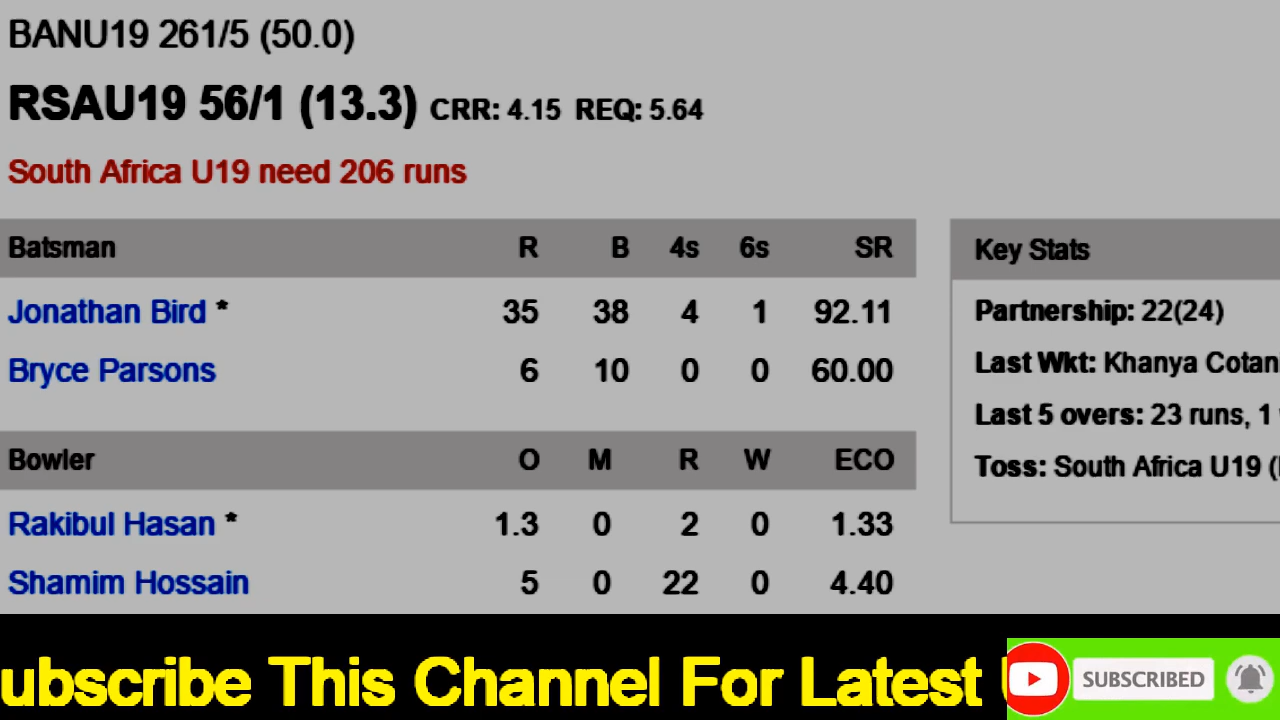 BANU19 261/5 (50.0)
RSAU19 56/1 (13.3) CRR: 4.15 REQ: 5.64
South Africa U19 need 206 runs
Batsman R B 4s 6s SR
Jonathan Bird * 35 38 4 1 92.11
Bryce Parsons 6 10 0 0 60.00
Bowler O M R W ECO
Rakibul Hasan * 1.3 0 2 0 1.33
Shamim Hossain 5 0 22 0 4.40
Key Stats
Partnership: 22(24)
Last Wkt: Khanya Cotani
Last 5 overs: 23 runs, 1
Toss: South Africa U19 (
ubscribe This Channel For Latest
SUBSCRIBED